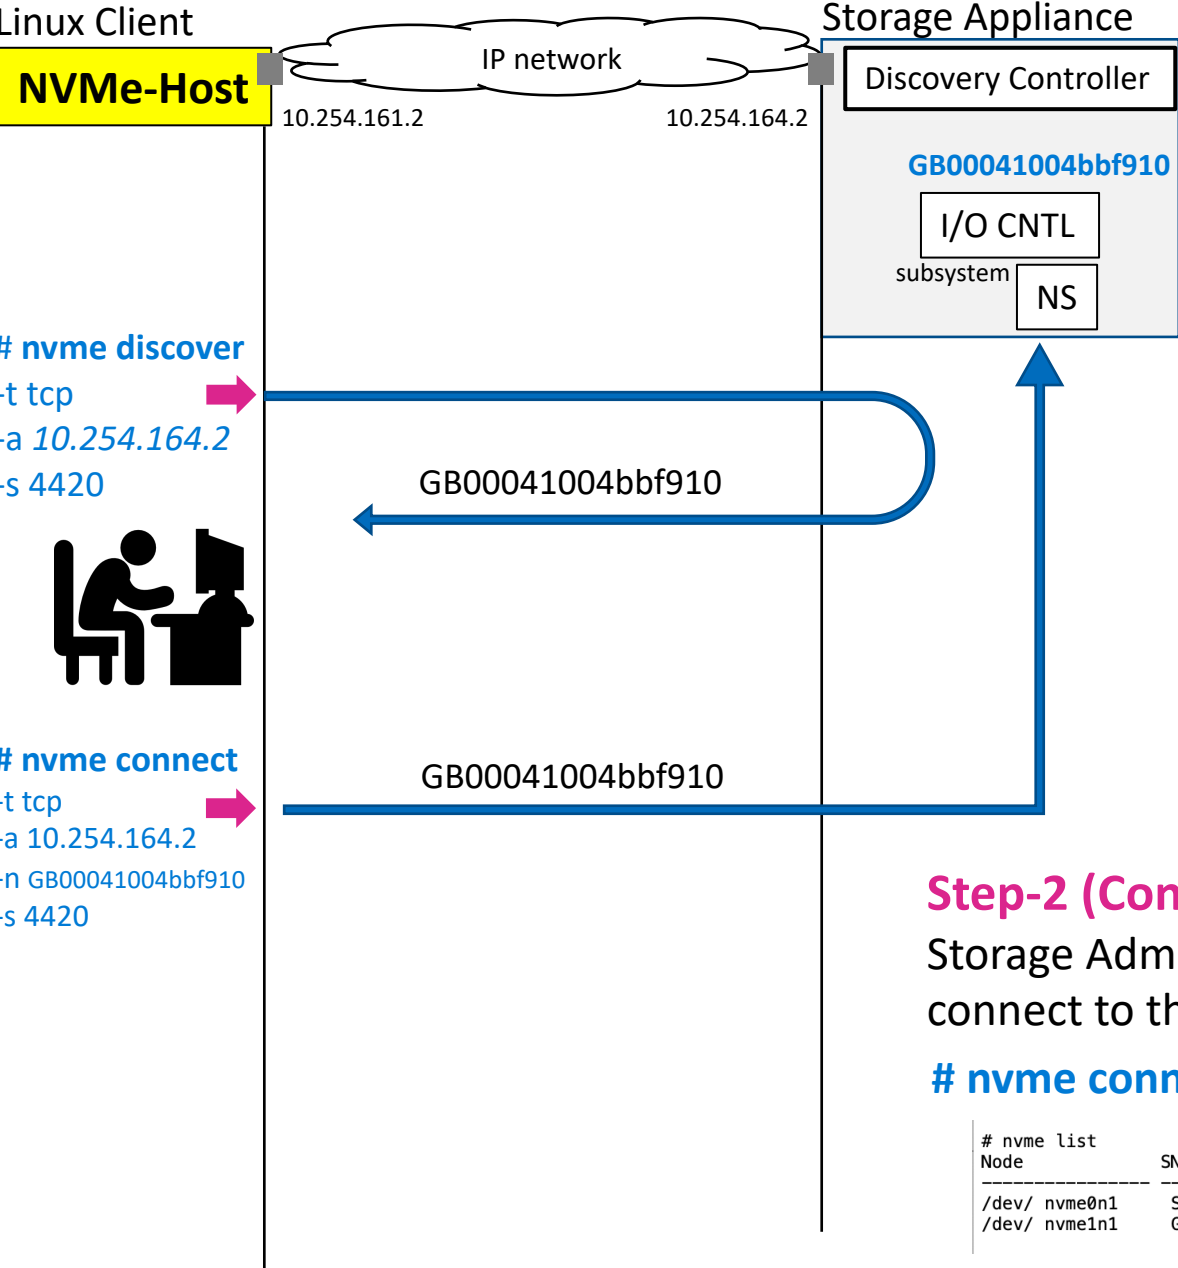 Linux Client
Storage Appliance
NVMe-Host
IP network
Discovery Controller
10.254.161.2
10.254.164.2
GB00041004bbf910
I/O CNTL
subsystem
NS
# nvme discover
-t tcp
-a 10.254.164.2
-s 4420
GB00041004bbf910
# nvme connect
-t tcp
-a 10.254.164.2
-n GB00041004bbf910
-s 4420
GB00041004bbf910
Step-2 (Con
Storage Adm
connect to th
# nvme conn
# nvme list
Node SN
---------------- --
/dev/ nvme0n1 S
/dev/ nvme1n1 G